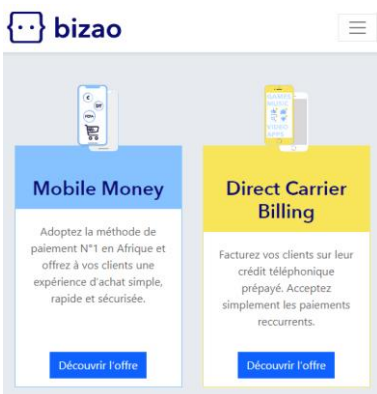 bizao
Mobile Money
Adoptez la méthode de
paiement N°1 en Afrique et
offrez à vos clients une
expérience d'achat simple,
rapide et sécurisée.
Découvrir l'offre
Direct Carrier
Billing
Facturez vos clients sur leur
crédit téléphonique
prépayé. Acceptez
simplement les paiements
reccurrents.
Découvrir l'offre